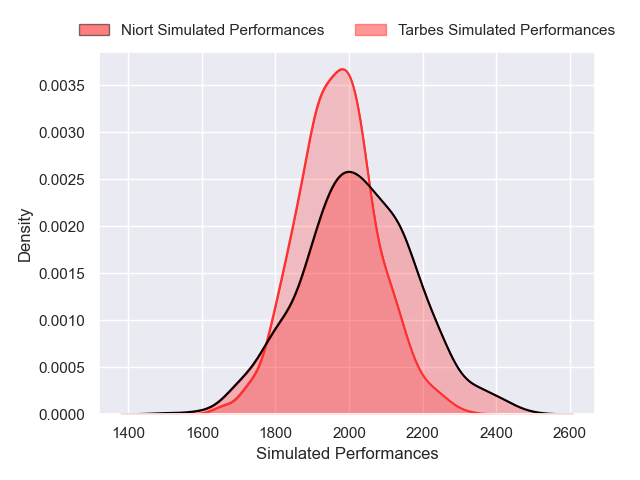 Niort Simulated Performances Tarbes Simulated Performances
0.0035
0.0030
0.0025
0.0020
0.0015
0.0010
0.0005
0.0000
Density
1400 1600 1800 2000 2200 2400 2600
Simulated Performances